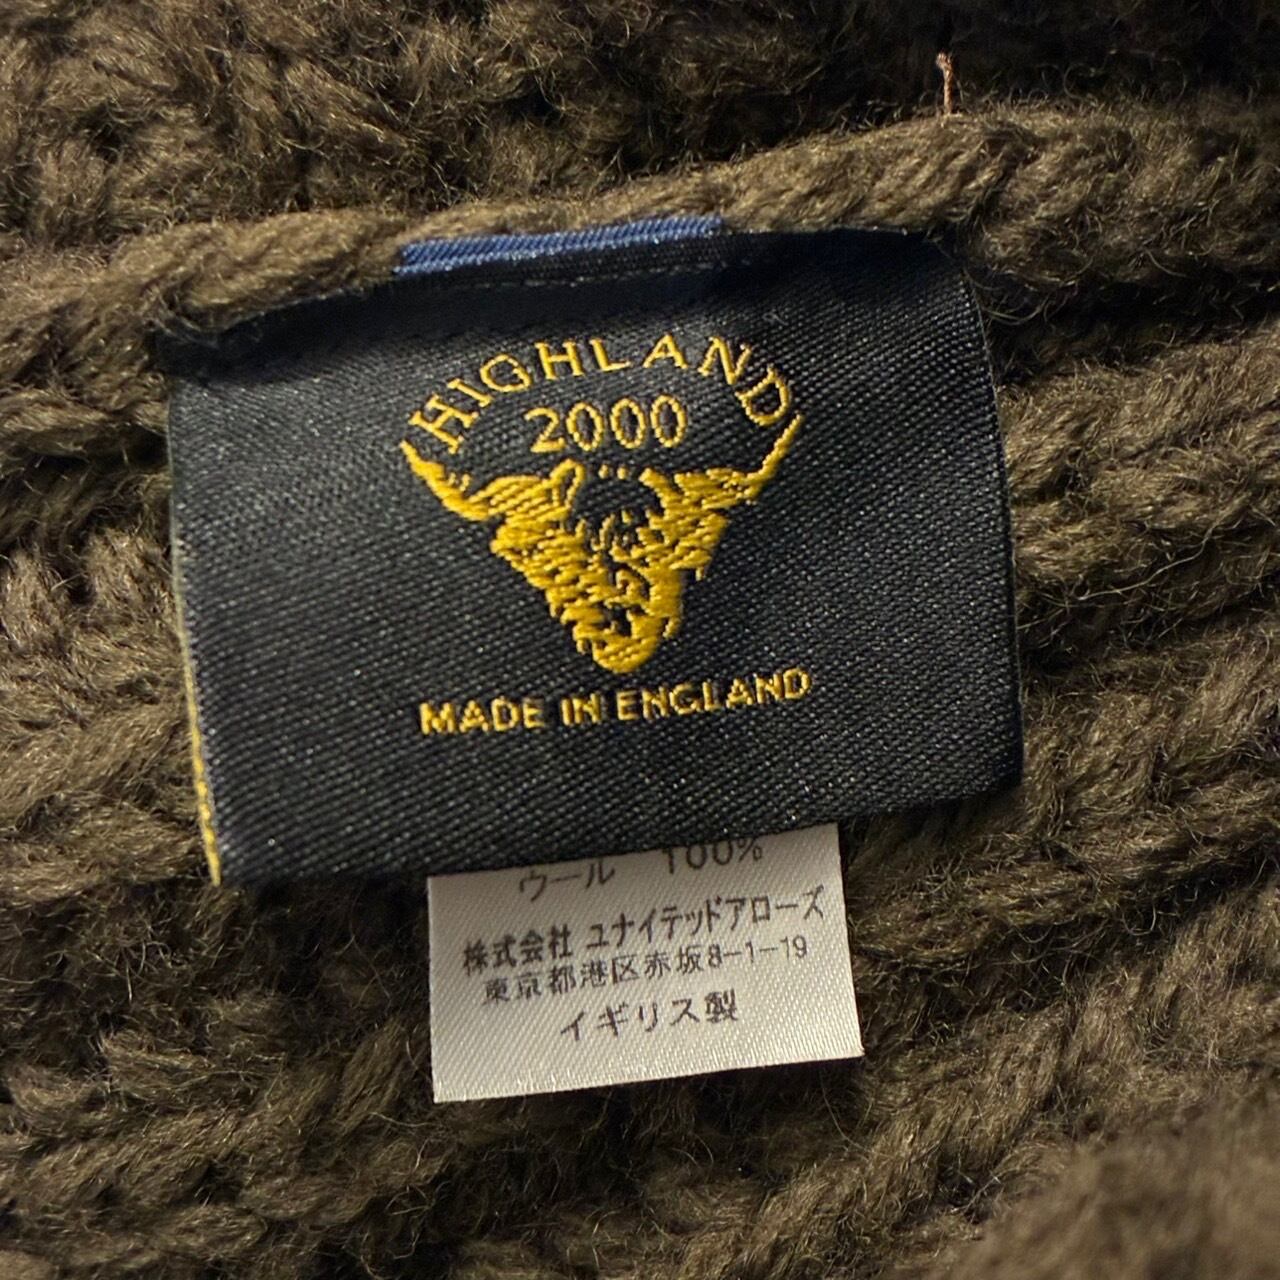 HIGHLAND
2000
MADE IN ENGLAND
ウール 100%
株式会社 ユナイテッドアローズ
東京都港区赤坂8-1-19
イギリス製